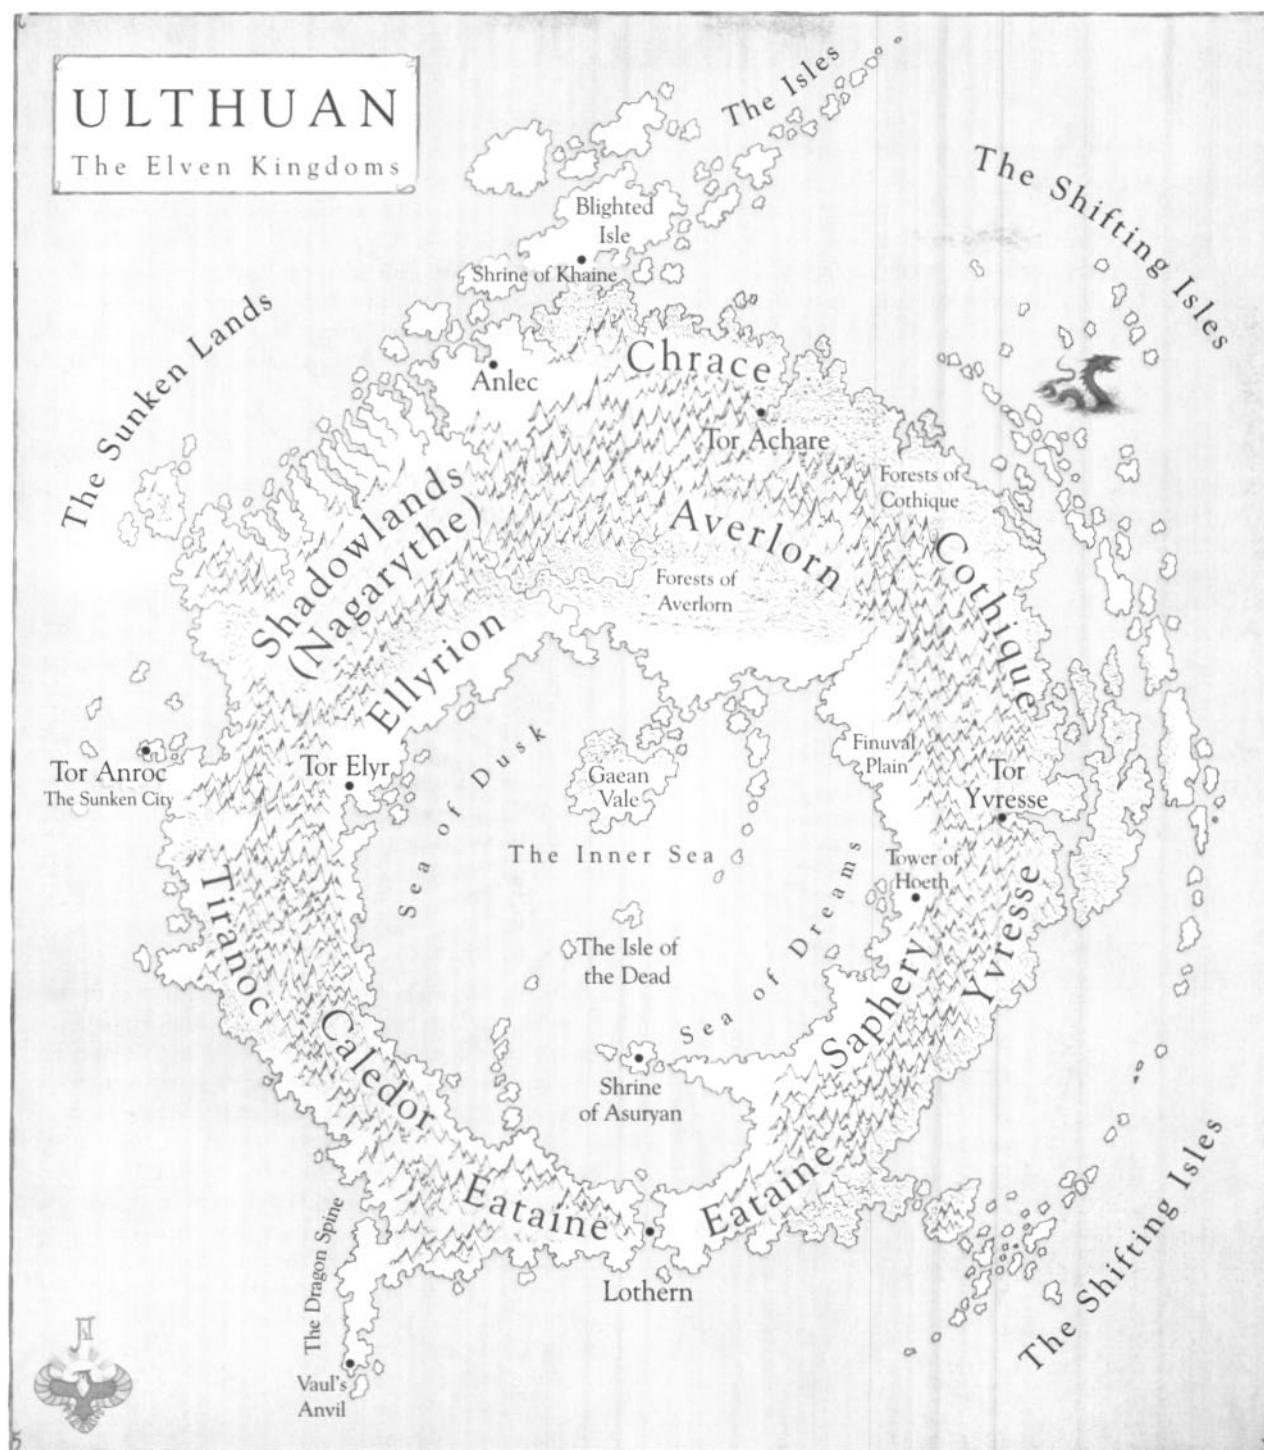 ULTHUAN
The Elven Kingdoms
The Isles
The Shifting Isles
Blighted
Isle
Shrine of Khaine
The Sunken Lands
Chrace
Anlec
Tor Achare
Forests of
Cothique
Averlorn
Cothique
Shadowlands
(Nagarythe)
Forests of
Averlorn
Ellyrion
Sea of Dusk
Tor Anroc
The Sunken City
Tor Elyr
Gaean
Vale
Finuval
Plain
Tor
Yvresse
The Inner Sea
Tower of
Hoeth
Tiranoc
Sea of Dreams
Yvresse
The Isle of
the Dead
Saphery
Caledor
Shrine
of Asuryan
Eataine
Eataine
The Dragon Spine
Lothern
The Shifting Isles
Vaul's
Anvil
N